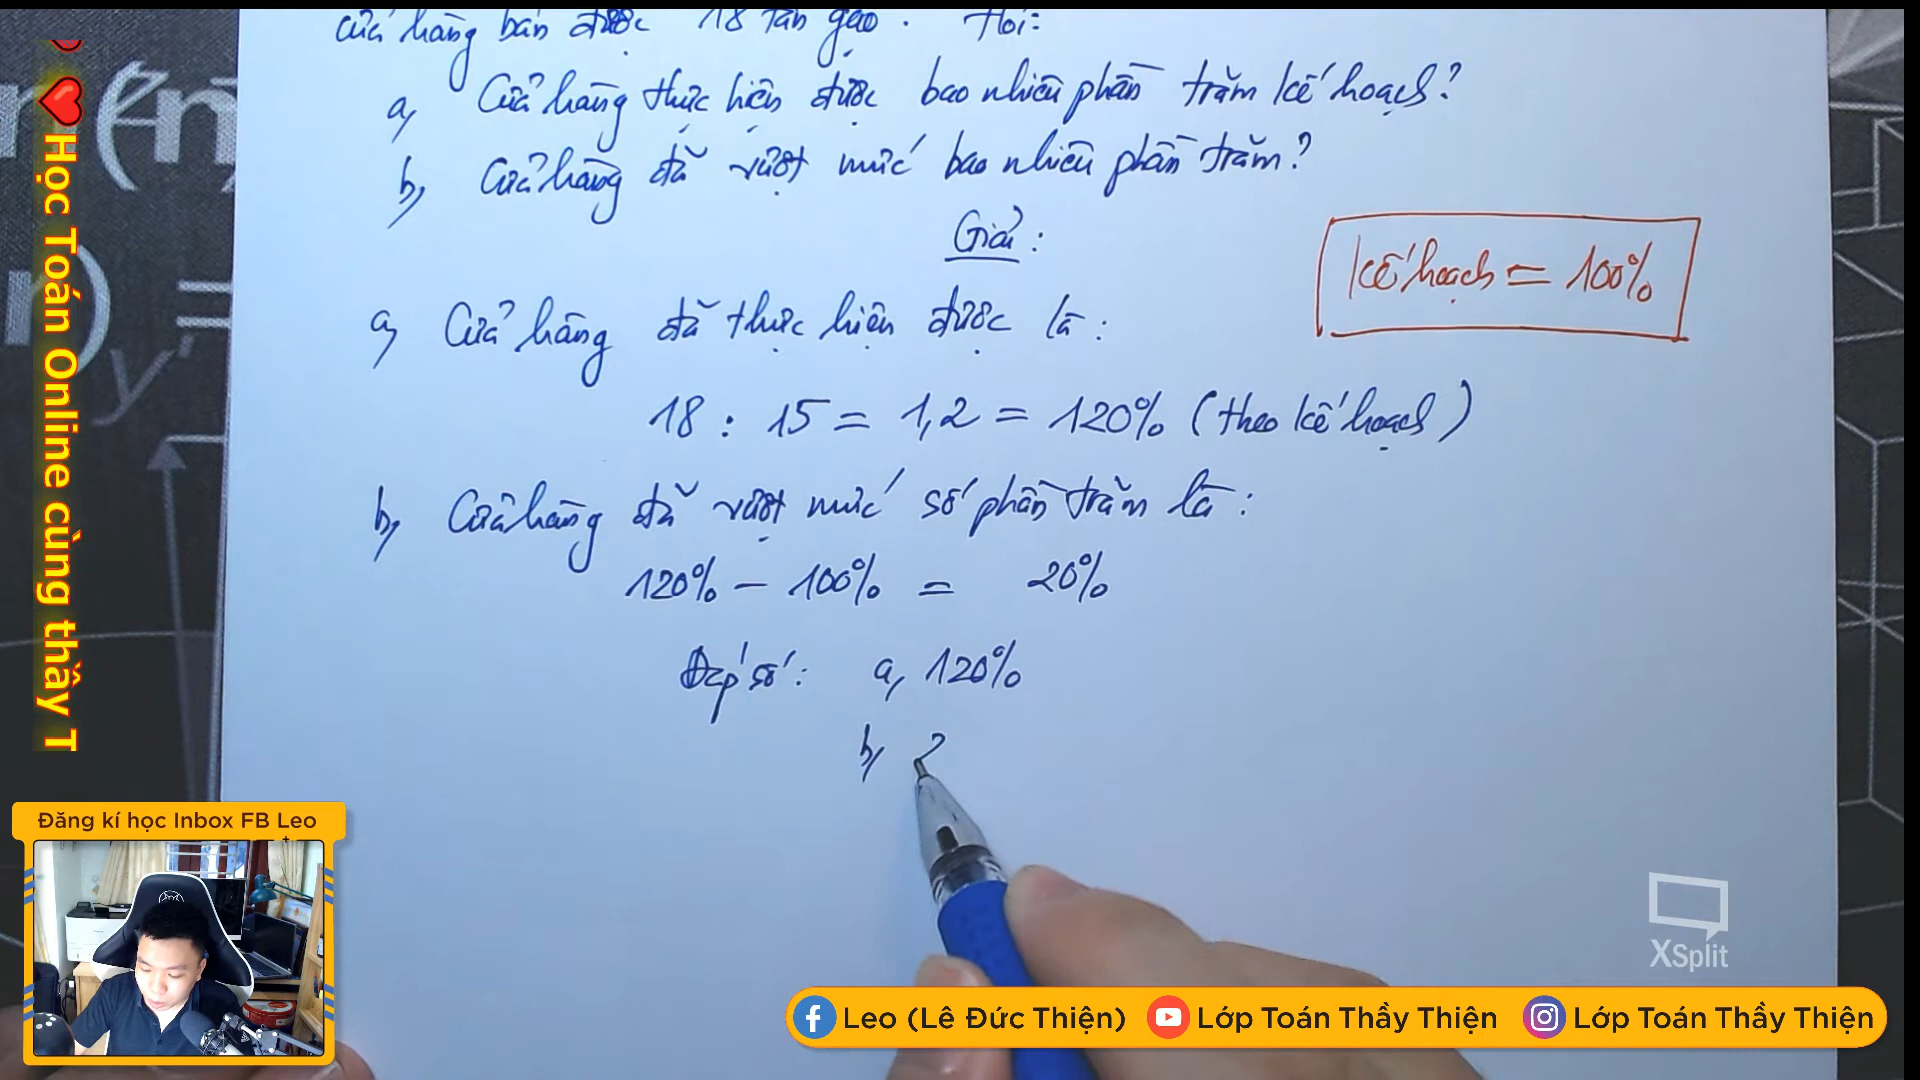 cửa hàng bán được 18 tấn gạo. Hỏi:
a, Cửa hàng thực hiện được bao nhiêu phần trăm kế hoạch?
b, Cửa hàng đã vượt mức bao nhiêu phần trăm?
Giải:
Kế hoạch = 100%
a, Cửa hàng đã thực hiện được là:
18 : 15 = 1,2 = 120% (theo kế hoạch)
b, Cửa hàng đã vượt mức số phần trăm là:
120% - 100% = 20%
Đáp số: a, 120%
b, 2
Học Toán Online cùng thầy T
Đăng kí học Inbox FB Leo
XSplit
Leo (Lê Đức Thiện) Lớp Toán Thầy Thiện Lớp Toán Thầy Thiện